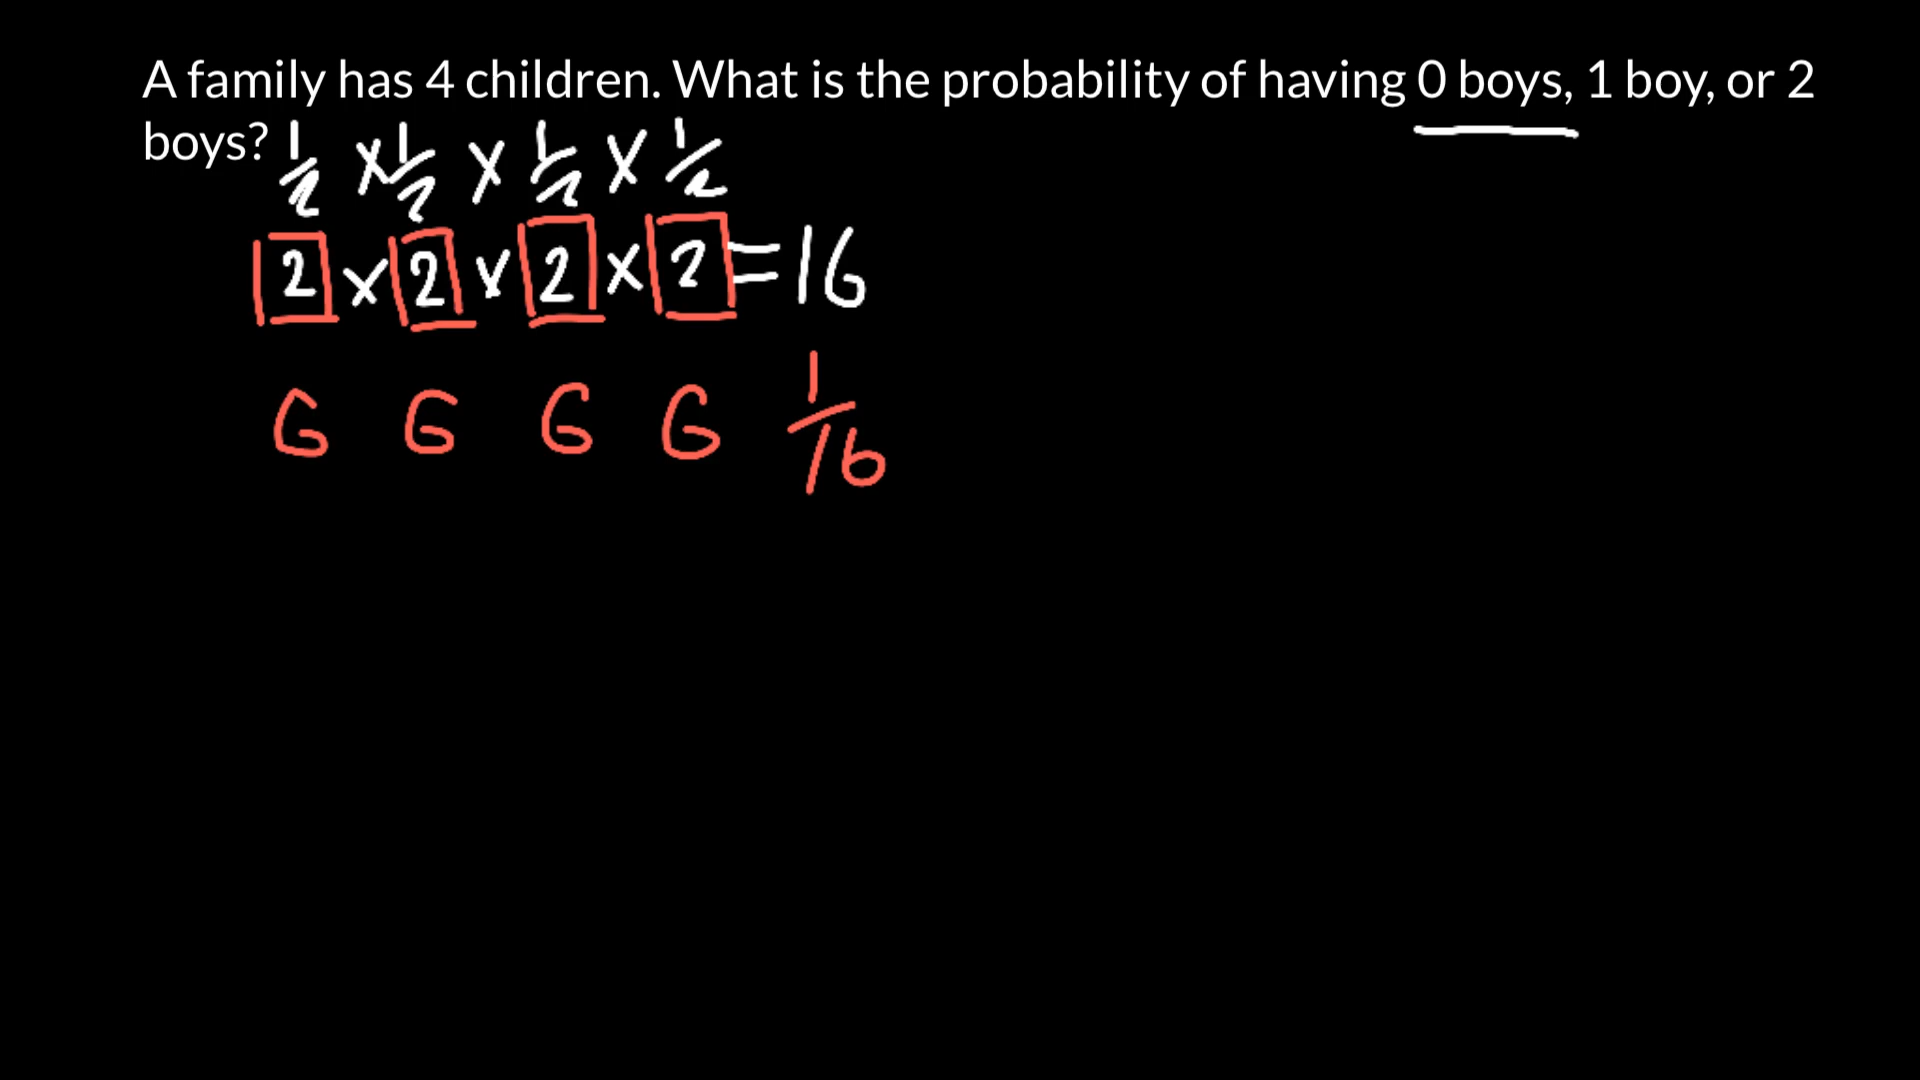 A family has 4 children. What is the probability of having 0 boys, 1 boy, or 2
boys? 1/2 x 1/2 x 1/2 x 1/2
2 x 2 x 2 x 2 = 16
G G G G 1/16